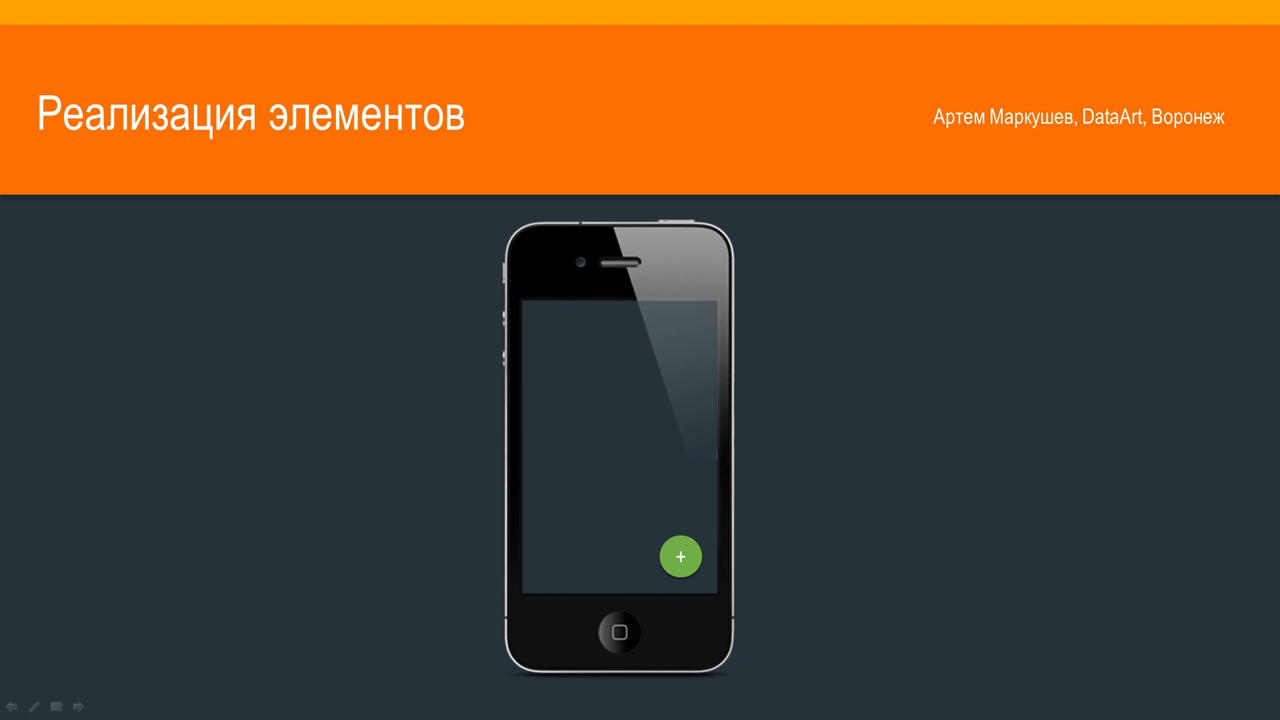 Реализация элементов
Артем Маркушев, DataArt, Воронеж
+